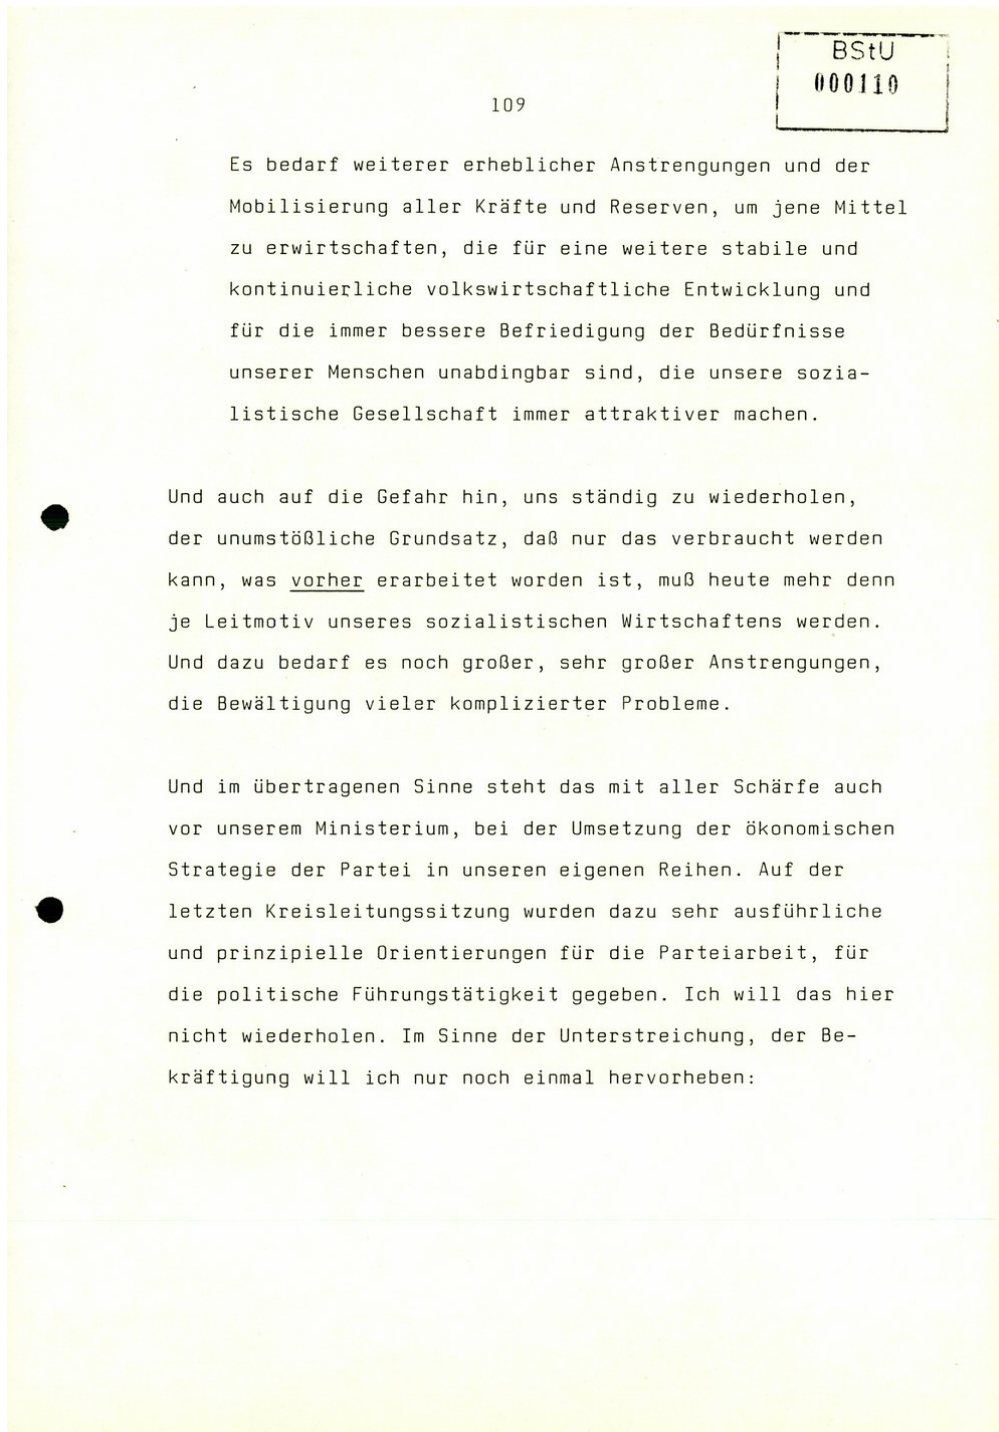 BStU
000110
109
Es bedarf weiterer erheblicher Anstrengungen und der
Mobilisierung aller Kräfte und Reserven, um jene Mittel
zu erwirtschaften, die für eine weitere stabile und
kontinuierliche volkswirtschaftliche Entwicklung und
für die immer bessere Befriedigung der Bedürfnisse
unserer Menschen unabdingbar sind, die unsere sozia-
listische Gesellschaft immer attraktiver machen.
Und auch auf die Gefahr hin, uns ständig zu wiederholen,
der unumstößliche Grundsatz, daß nur das verbraucht werden
kann, was vorher erarbeitet worden ist, muß heute mehr denn
je Leitmotiv unseres sozialistischen Wirtschaftens werden.
Und dazu bedarf es noch großer, sehr großer Anstrengungen,
die Bewältigung vieler komplizierter Probleme.
Und im übertragenen Sinne steht das mit aller Schärfe auch
vor unserem Ministerium, bei der Umsetzung der ökonomischen
Strategie der Partei in unseren eigenen Reihen. Auf der
letzten Kreisleitungssitzung wurden dazu sehr ausführliche
und prinzipielle Orientierungen für die Parteiarbeit, für
die politische Führungstätigkeit gegeben. Ich will das hier
nicht wiederholen. Im Sinne der Unterstreichung, der Be-
kräftigung will ich nur noch einmal hervorheben: